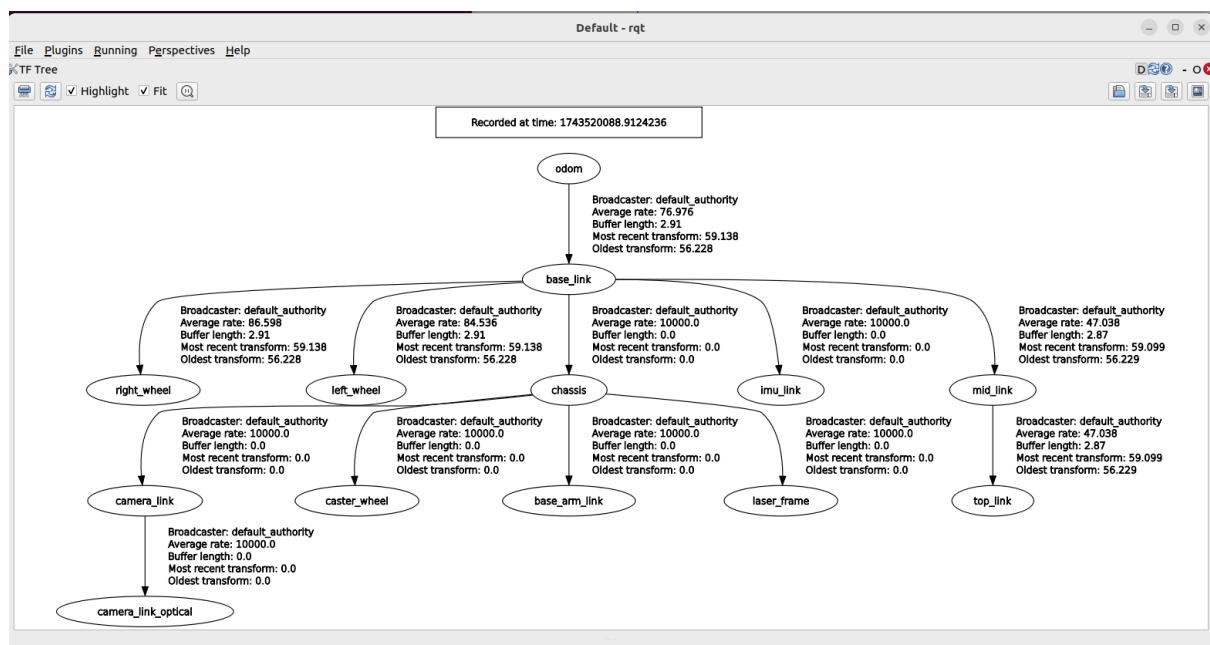 Default - rqt
File Plugins Running Perspectives Help
TF Tree
D - O
Highlight Fit
Recorded at time: 1743520088.9124236
odom
Broadcaster: default_authority
Average rate: 76.976
Buffer length: 2.91
Most recent transform: 59.138
Oldest transform: 56.228
base_link
Broadcaster: default_authority
Average rate: 86.598
Buffer length: 2.91
Most recent transform: 59.138
Oldest transform: 56.228
Broadcaster: default_authority
Average rate: 84.536
Buffer length: 2.91
Most recent transform: 59.138
Oldest transform: 56.228
Broadcaster: default_authority
Average rate: 10000.0
Buffer length: 0.0
Most recent transform: 0.0
Oldest transform: 0.0
Broadcaster: default_authority
Average rate: 10000.0
Buffer length: 0.0
Most recent transform: 0.0
Oldest transform: 0.0
Broadcaster: default_authority
Average rate: 47.038
Buffer length: 2.87
Most recent transform: 59.099
Oldest transform: 56.229
right_wheel
left_wheel
chassis
imu_link
mid_link
Broadcaster: default_authority
Average rate: 10000.0
Buffer length: 0.0
Most recent transform: 0.0
Oldest transform: 0.0
Broadcaster: default_authority
Average rate: 10000.0
Buffer length: 0.0
Most recent transform: 0.0
Oldest transform: 0.0
Broadcaster: default_authority
Average rate: 10000.0
Buffer length: 0.0
Most recent transform: 0.0
Oldest transform: 0.0
Broadcaster: default_authority
Average rate: 10000.0
Buffer length: 0.0
Most recent transform: 0.0
Oldest transform: 0.0
Broadcaster: default_authority
Average rate: 47.038
Buffer length: 2.87
Most recent transform: 59.099
Oldest transform: 56.229
camera_link
caster_wheel
base_arm_link
laser_frame
top_link
Broadcaster: default_authority
Average rate: 10000.0
Buffer length: 0.0
Most recent transform: 0.0
Oldest transform: 0.0
camera_link_optical